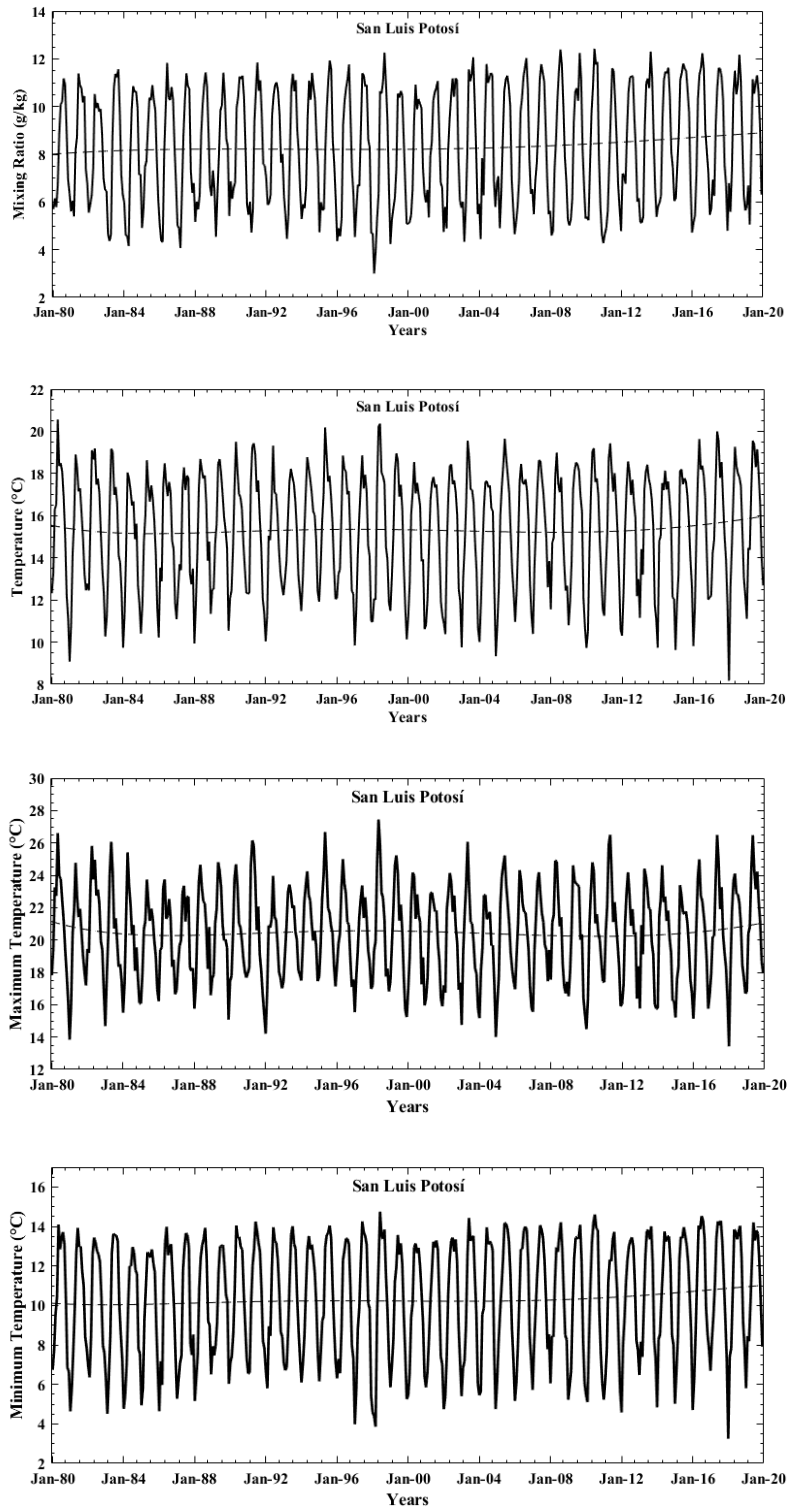 San Luis Potosí
Mixing Ratio (g/kg)
14
12
10
8
6
4
2
Jan-80 Jan-84 Jan-88 Jan-92 Jan-96 Jan-00 Jan-04 Jan-08 Jan-12 Jan-16 Jan-20
Years
San Luis Potosí
Temperature (°C)
22
20
18
16
14
12
10
8
Jan-80 Jan-84 Jan-88 Jan-92 Jan-96 Jan-00 Jan-04 Jan-08 Jan-12 Jan-16 Jan-20
Years
San Luis Potosí
Maximum Temperature (°C)
30
28
26
24
22
20
18
16
14
12
Jan-80 Jan-84 Jan-88 Jan-92 Jan-96 Jan-00 Jan-04 Jan-08 Jan-12 Jan-16 Jan-20
Years
San Luis Potosí
Minimum Temperature (°C)
16
14
12
10
8
6
4
2
Jan-80 Jan-84 Jan-88 Jan-92 Jan-96 Jan-00 Jan-04 Jan-08 Jan-12 Jan-16 Jan-20
Years